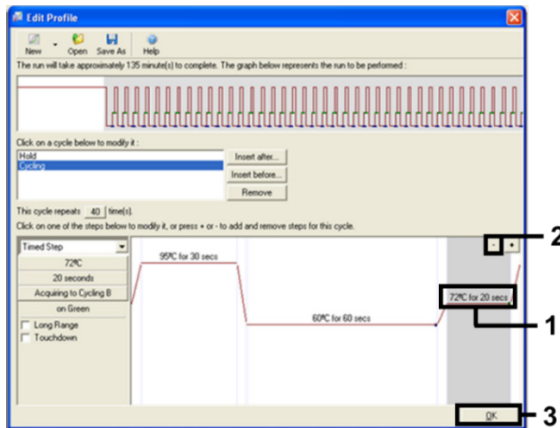 Edit Profile
New Open Save As Help
The run will take approximately 135 minute(s) to complete. The graph below represents the run to be performed :
Click on a cycle below to modify it :
Hold
Cycling
Insert after...
Insert before...
Remove
This cycle repeats 40 time(s).
Click on one of the steps below to modify it, or press + or - to add and remove steps for this cycle.
Timed Step
- + 2
72ºC
95ºC for 30 secs
20 seconds
Acquiring to Cycling B
72ºC for 20 secs
on Green
60ºC for 60 secs
1
Long Range
Touchdown
OK 3